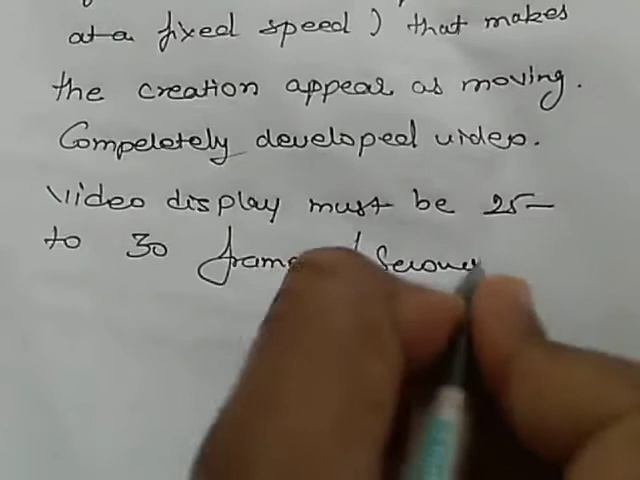 at a fixed speed ) that makes
the creation appear as moving.
Compeletely developed video.
Video display must be 25-
to 30 frame /